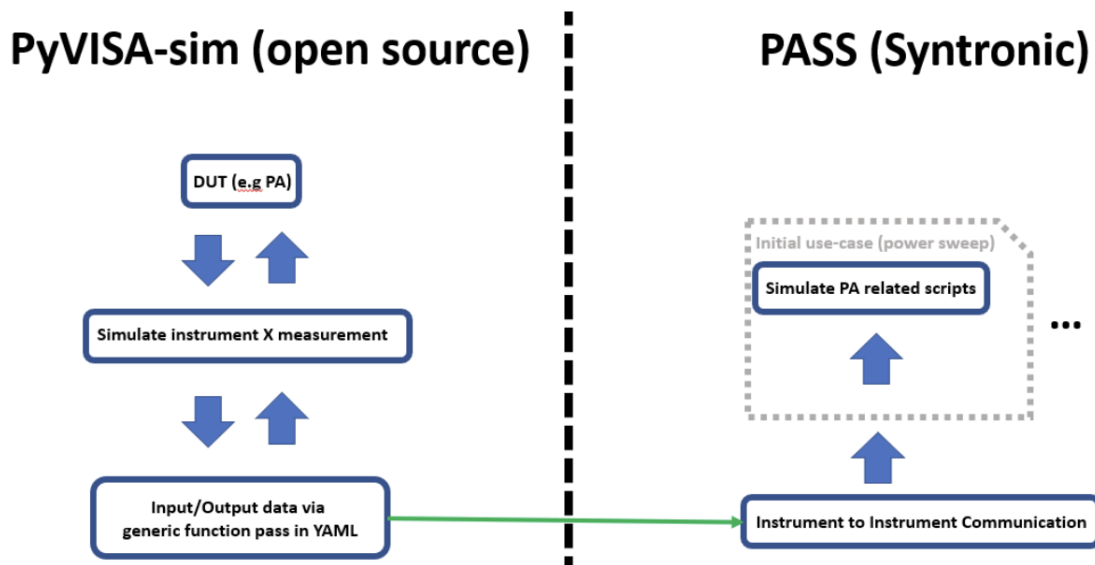 PyVISA-sim (open source)
PASS (Syntronic)
DUT (e.g PA)
Simulate instrument X measurement
Input/Output data via
generic function pass in YAML
Initial use-case (power sweep)
Simulate PA related scripts
...
Instrument to Instrument Communication